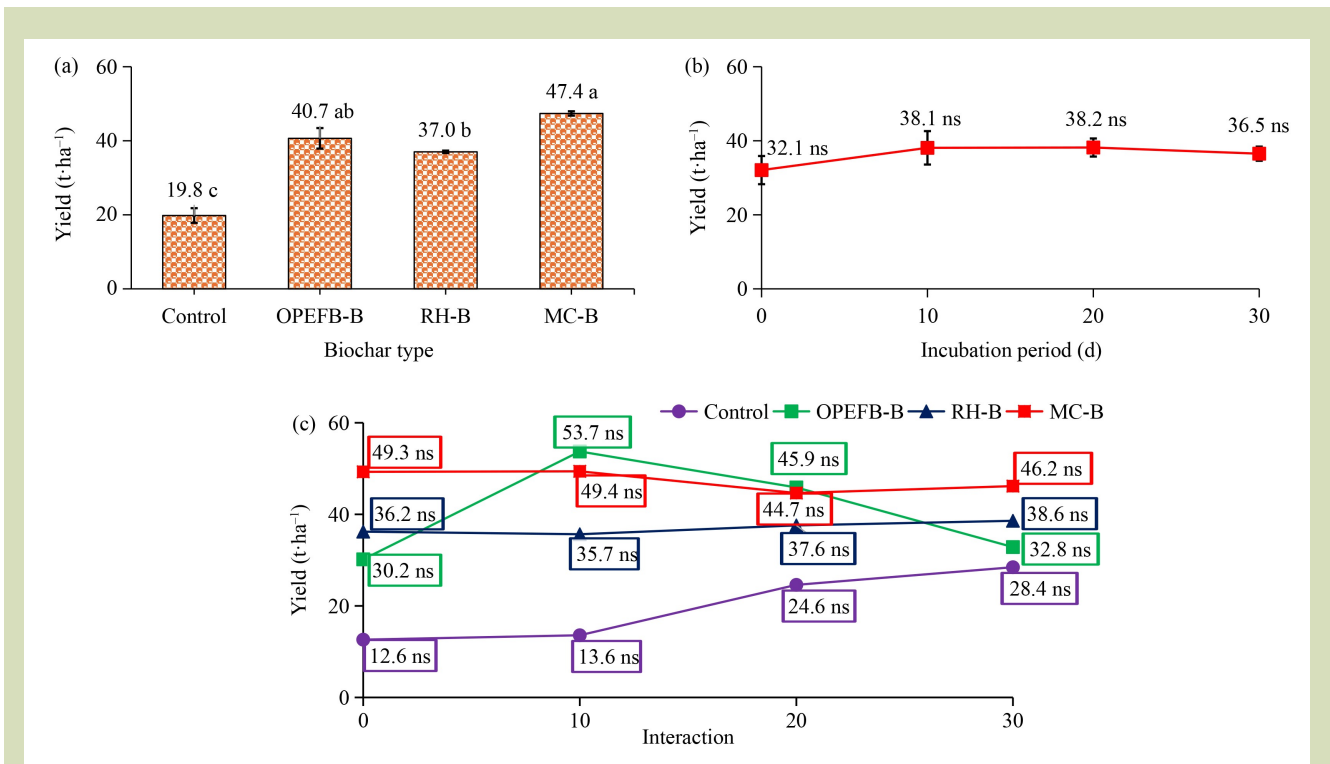 (a)
Yield (t·ha⁻¹)
60
40
20
0
19.8 c
40.7 ab
37.0 b
47.4 a
Control OPEFB-B RH-B MC-B
Biochar type
(b)
Yield (t·ha⁻¹)
60
40
20
0
32.1 ns
38.1 ns
38.2 ns
36.5 ns
0 10 20 30
Incubation period (d)
(c)
Control OPEFB-B RH-B MC-B
Yield (t·ha⁻¹)
60
40
20
0
49.3 ns
36.2 ns
30.2 ns
12.6 ns
53.7 ns
49.4 ns
35.7 ns
13.6 ns
45.9 ns
44.7 ns
37.6 ns
24.6 ns
46.2 ns
38.6 ns
32.8 ns
28.4 ns
0 10 20 30
Interaction